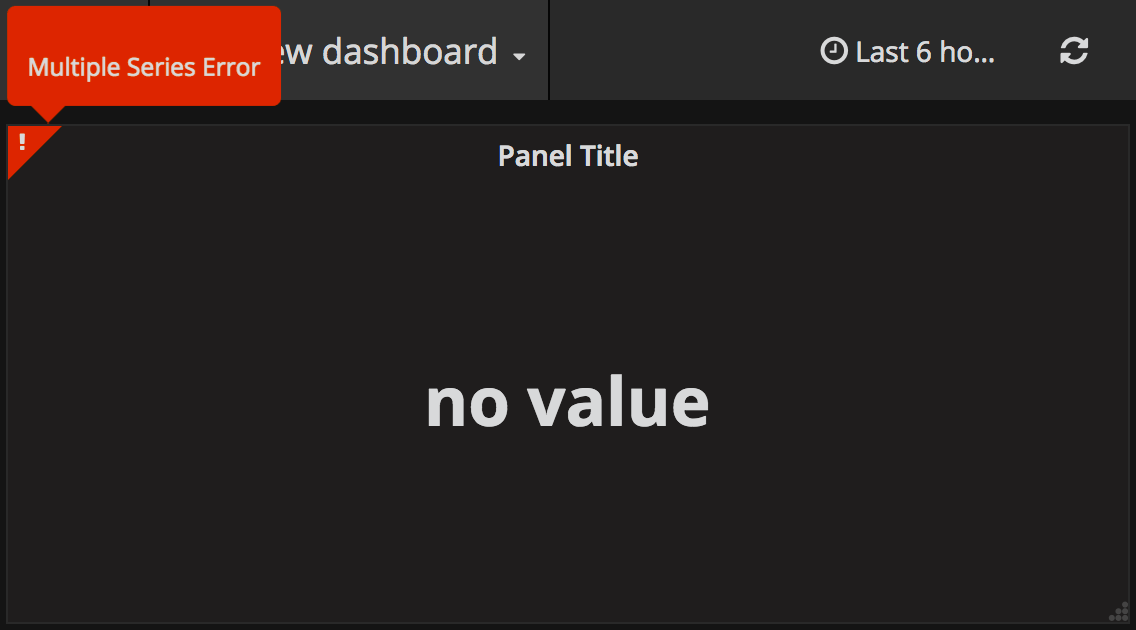 Multiple Series Error
ew dashboard
Last 6 ho...
!
Panel Title
no value